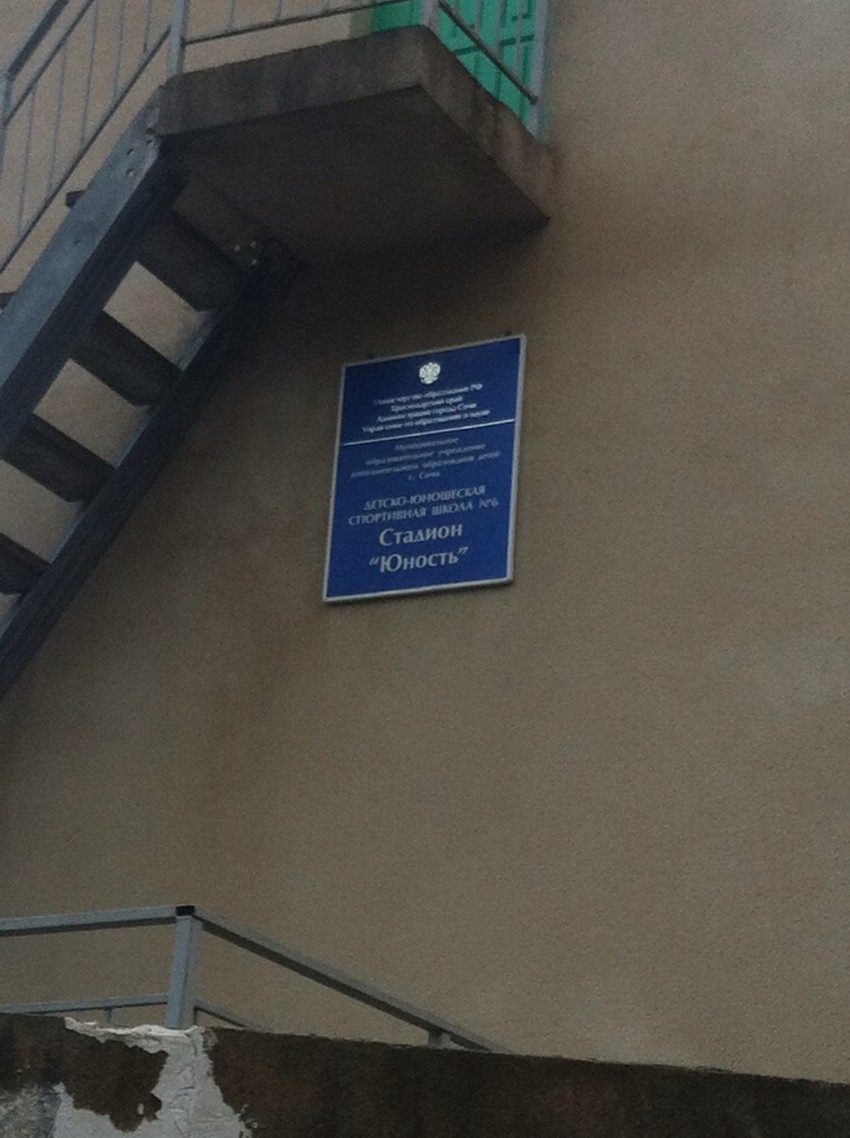 Министерство образования РФ
Краснодарский край
Администрация города Сочи
Управление по образованию и науке
Муниципальное
образовательное учреждение
дополнительного образования детей
г. Сочи
ДЕТСКО-ЮНОШЕСКАЯ
СПОРТИВНАЯ ШКОЛА №6
Стадион
“Юность”